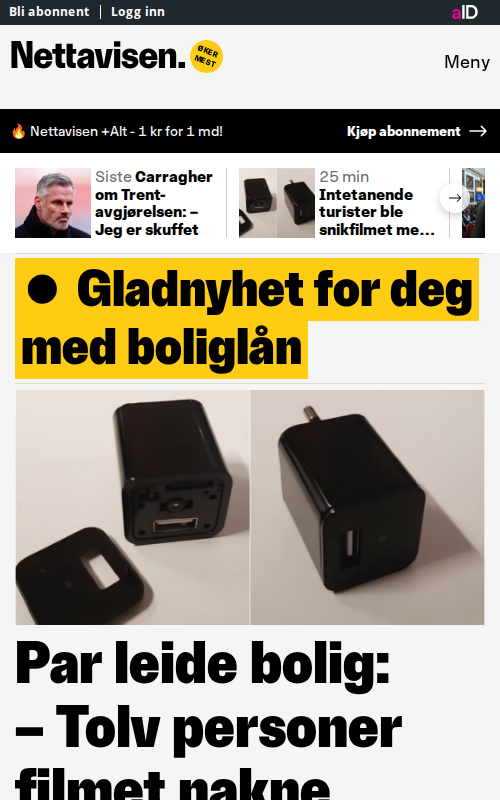 Bli abonnent | Logg inn
aID
Nettavisen.
ØKER
MEST
Meny
🔥 Nettavisen +Alt - 1 kr for 1 md!
Kjøp abonnement →
Siste Carragher
om Trent-
avgjørelsen: –
Jeg er skuffet
25 min
Intetanende
turister ble
snikfilmet me...
● Gladnyhet for deg
med boliglån
Par leide bolig:
– Tolv personer
filmet nakne